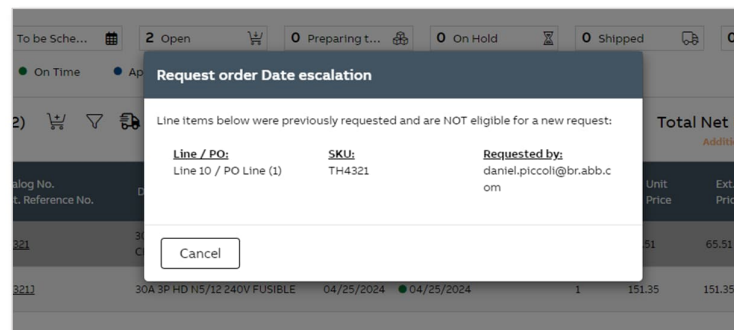 To be Sche... 2 Open 0 Preparing t... 0 On Hold 0 Shipped 0
On Time Ap
Request order Date escalation
2) Total Net
Additi
Line items below were previously requested and are NOT eligible for a new request:
Line / PO: SKU: Requested by:
Line 10 / PO Line (1) TH4321 daniel.piccoli@br.abb.c
om
alog No. Unit Ext.
t. Reference No. D Price Pric
321 30 .51 65.51
Cancel
321J 30A 3P HD N5/12 240V FUSIBLE 04/25/2024 04/25/2024 1 151.35 151.35